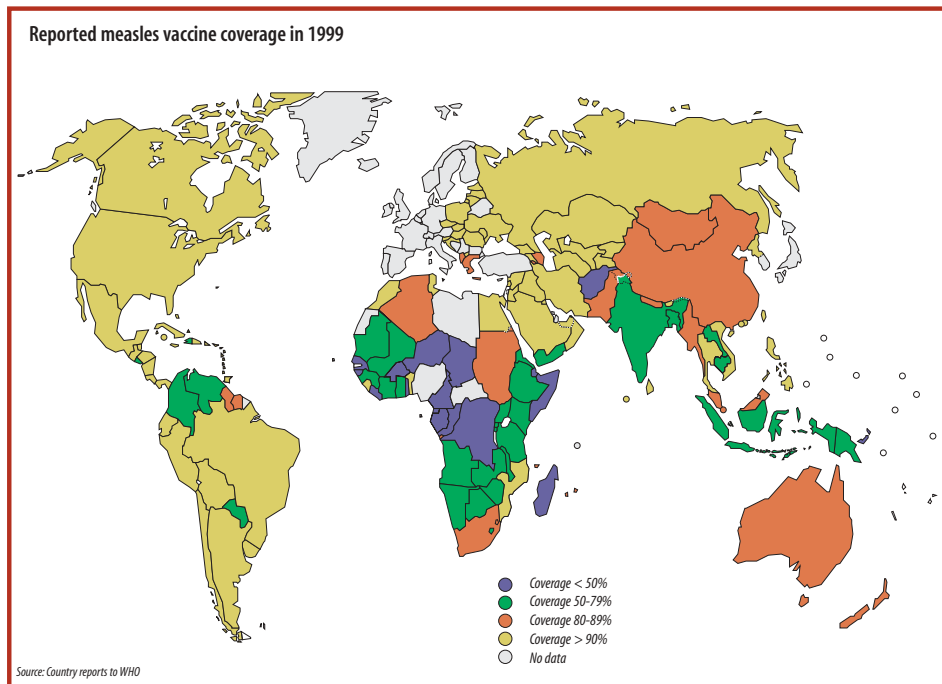 Reported measles vaccine coverage in 1999
Coverage < 50%
Coverage 50-79%
Coverage 80-89%
Coverage > 90%
No data
Source: Country reports to WHO